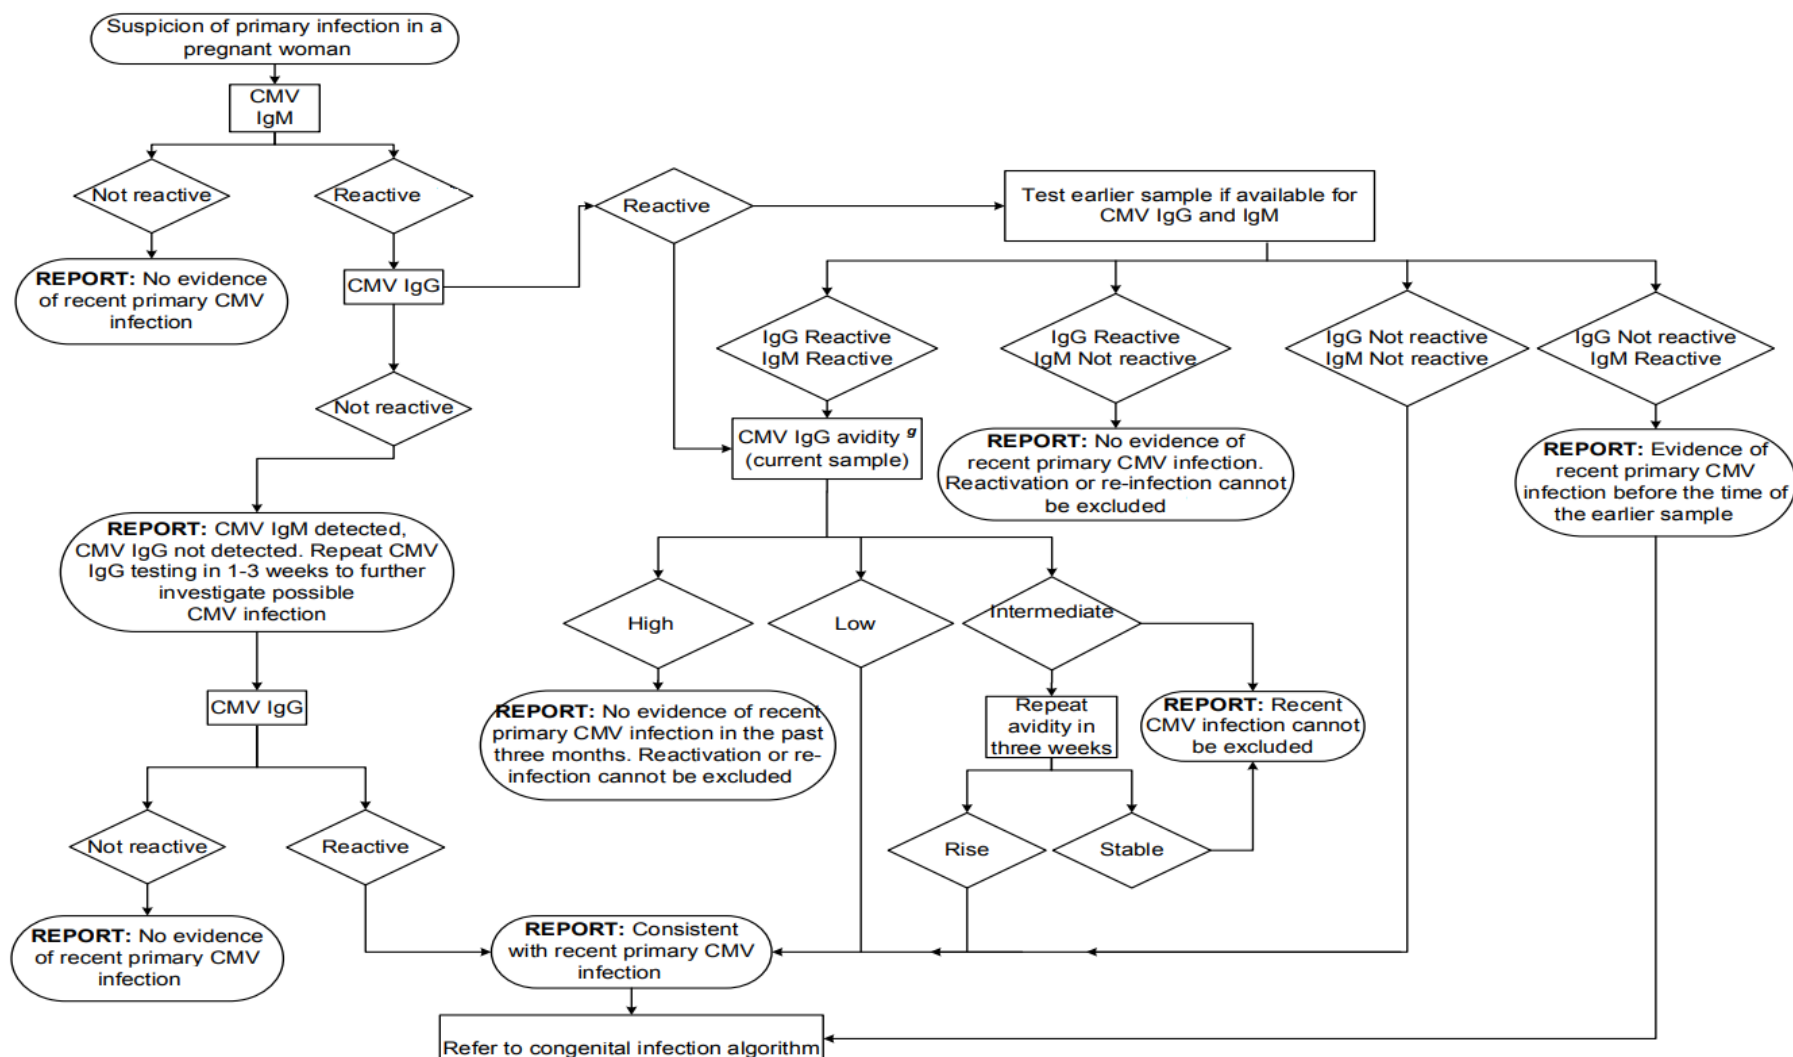 Suspicion of primary infection in a
pregnant woman
CMV
IgM
Not reactive
Reactive
REPORT: No evidence
of recent primary CMV
infection
CMV IgG
Not reactive
REPORT: CMV IgM detected,
CMV IgG not detected. Repeat CMV
IgG testing in 1-3 weeks to further
investigate possible
CMV infection
CMV IgG
Not reactive
Reactive
REPORT: No evidence
of recent primary CMV
infection
Reactive
Test earlier sample if available for
CMV IgG and IgM
IgG Reactive
IgM Reactive
IgG Reactive
IgM Not reactive
IgG Not reactive
IgM Not reactive
IgG Not reactive
IgM Reactive
CMV IgG avidity g
(current sample)
REPORT: No evidence of
recent primary CMV infection.
Reactivation or re-infection cannot
be excluded
REPORT: Evidence of
recent primary CMV
infection before the time of
the earlier sample
High
Low
Intermediate
REPORT: No evidence of recent
primary CMV infection in the past
three months. Reactivation or re-
infection cannot be excluded
Repeat
avidity in
three weeks
REPORT: Recent
CMV infection cannot
be excluded
Rise
Stable
REPORT: Consistent
with recent primary CMV
infection
Refer to congenital infection algorithm